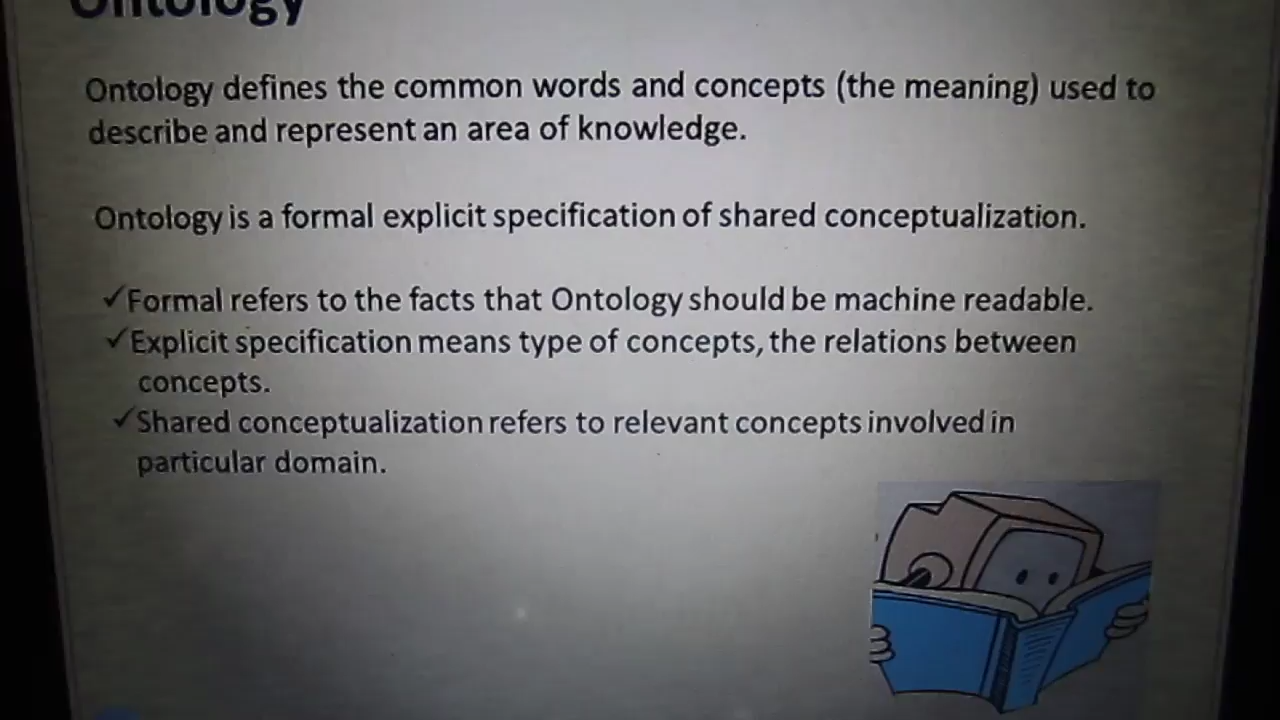 Ontology
Ontology defines the common words and concepts (the meaning) used to
describe and represent an area of knowledge.
Ontology is a formal explicit specification of shared conceptualization.
✓Formal refers to the facts that Ontology should be machine readable.
✓Explicit specification means type of concepts, the relations between
concepts.
✓Shared conceptualization refers to relevant concepts involved in
particular domain.